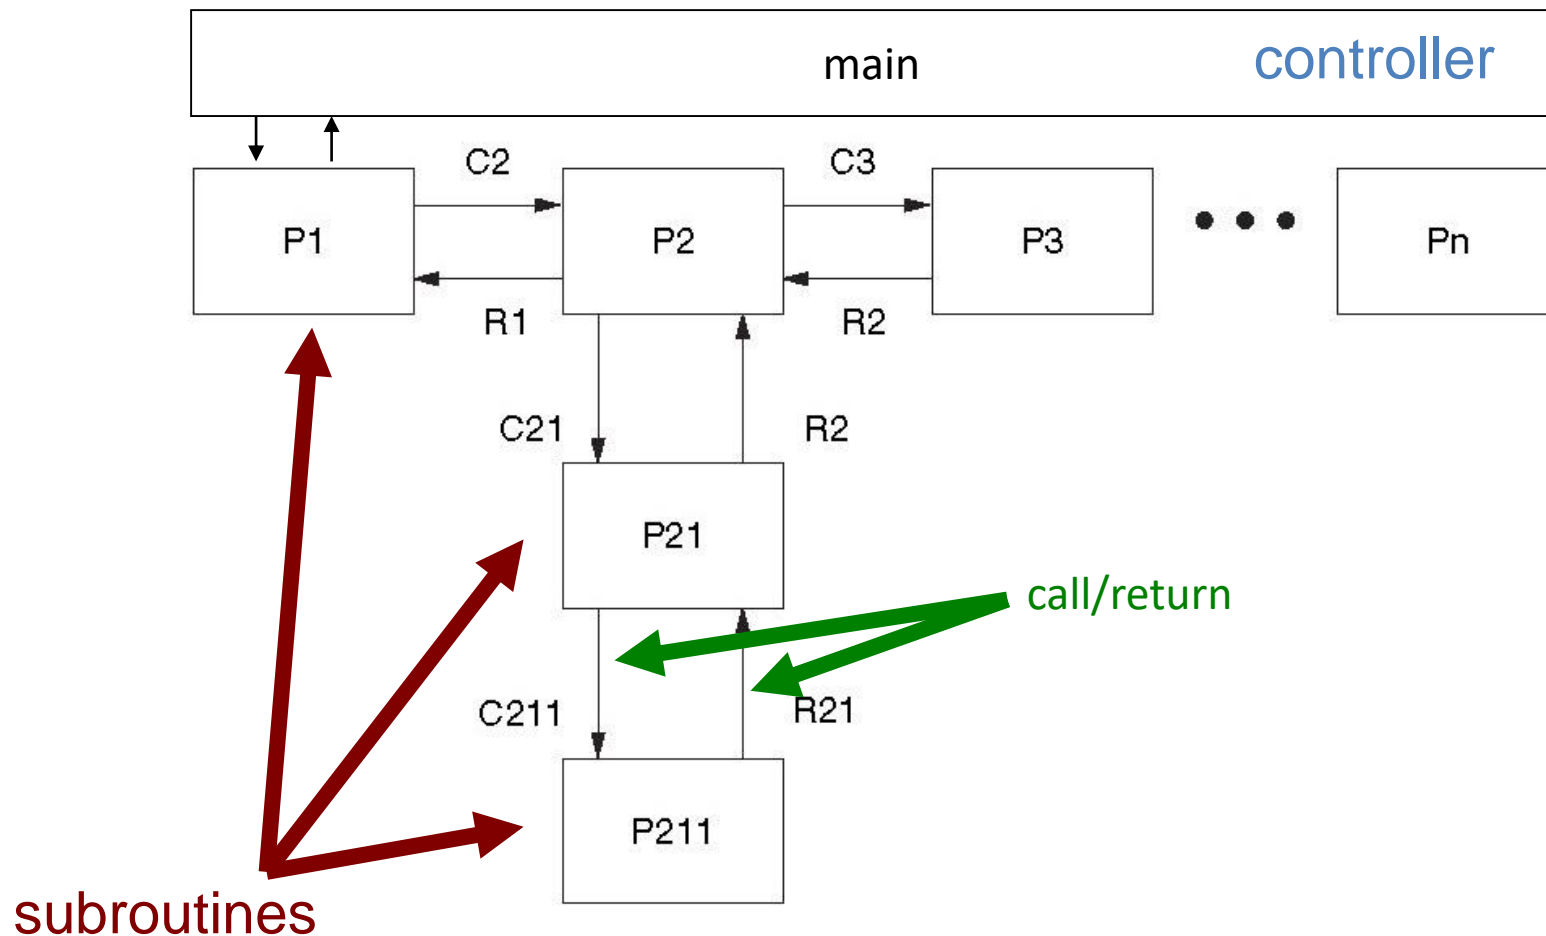 main
controller
C2
C3
P1
P2
P3
Pn
R1
R2
C21
R2
P21
call/return
C211
R21
P211
subroutines